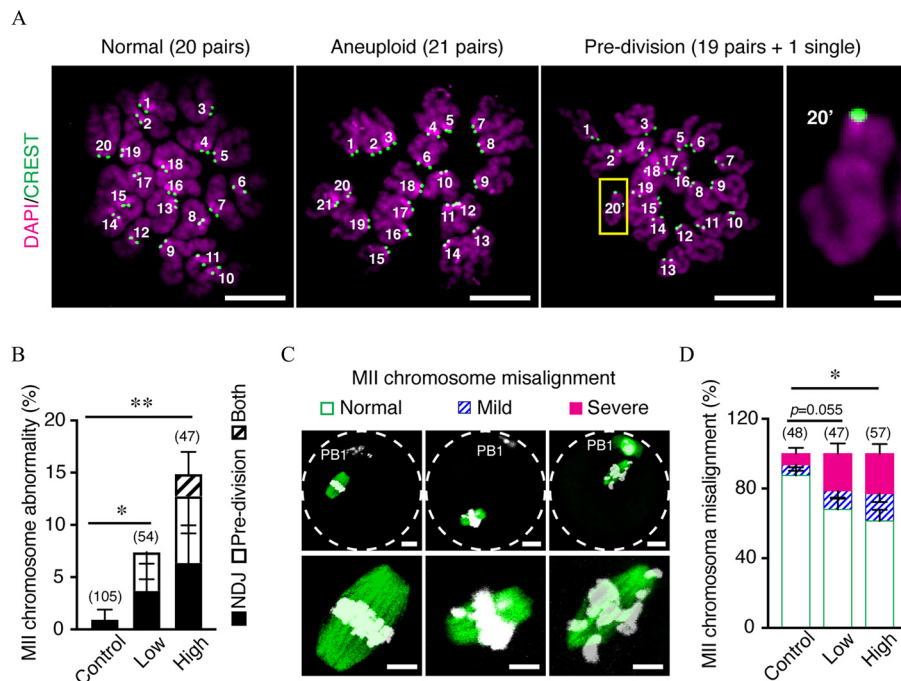 A
Normal (20 pairs)
Aneuploid (21 pairs)
Pre-division (19 pairs + 1 single)
DAPI/CREST
1
2
3
4
5
6
7
8
9
10
11
12
13
14
15
16
17
18
19
20
1
2
3
4
5
6
7
8
9
10
11
12
13
14
15
16
17
18
19
20
21
1
2
3
4
5
6
7
8
9
10
11
12
13
14
15
16
17
18
19
20'
20'
B
MII chromosome abnormality (%)
20
15
10
5
0
**
*
(105)
(54)
(47)
Control
Low
High
NDJ
Pre-division
Both
C
MII chromosome misalignment
Normal
Mild
Severe
PB1
PB1
PB1
D
MII chromosoma misalignment (%)
120
80
40
0
*
p=0.055
(48)
(47)
(57)
Control
Low
High